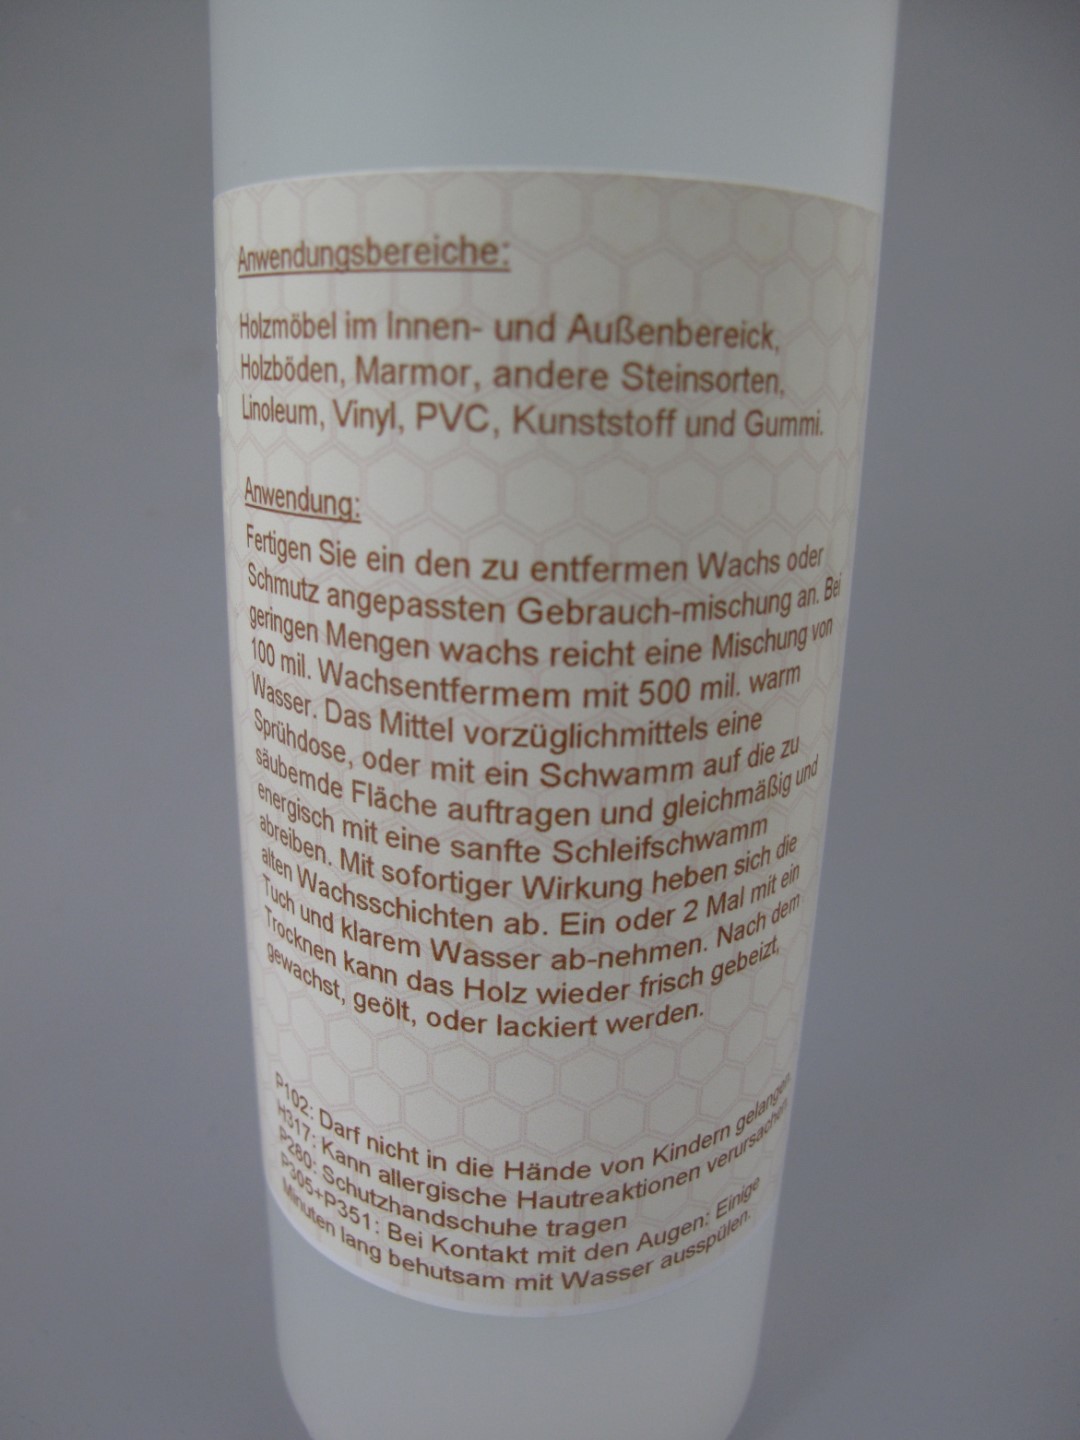 Anwendungsbereiche:
Holzmöbel im Innen- und Außenbereick,
Holzböden, Marmor, andere Steinsorten,
Linoleum, Vinyl, PVC, Kunststoff und Gummi.
Anwendung:
Fertigen Sie ein den zu entfermen Wachs oder
Schmutz angepassten Gebrauch-mischung an. Bei
geringen Mengen wachs reicht eine Mischung von
100 mil. Wachsentfermem mit 500 mil. warm
Wasser. Das Mittel vorzüglichmittels eine
Sprühdose, oder mit ein Schwamm auf die zu
säubemde Fläche auftragen und gleichmäßig und
energisch mit eine sanfte Schleifschwamm
abreiben. Mit sofortiger Wirkung heben sich die
alten Wachsschichten ab. Ein oder 2 Mal mit ein
Tuch und klarem Wasser ab-nehmen. Nach dem
Trocknen kann das Holz wieder frisch gebeizt,
gewachst, geölt, oder lackiert werden.
P102: Darf nicht in die Hände von Kindern gelangen
H317: Kann allergische Hautreaktionen verursachen
P280: Schutzhandschuhe tragen
P305+P351: Bei Kontakt mit den Augen: Einige
Minuten lang behutsam mit Wasser ausspülen.